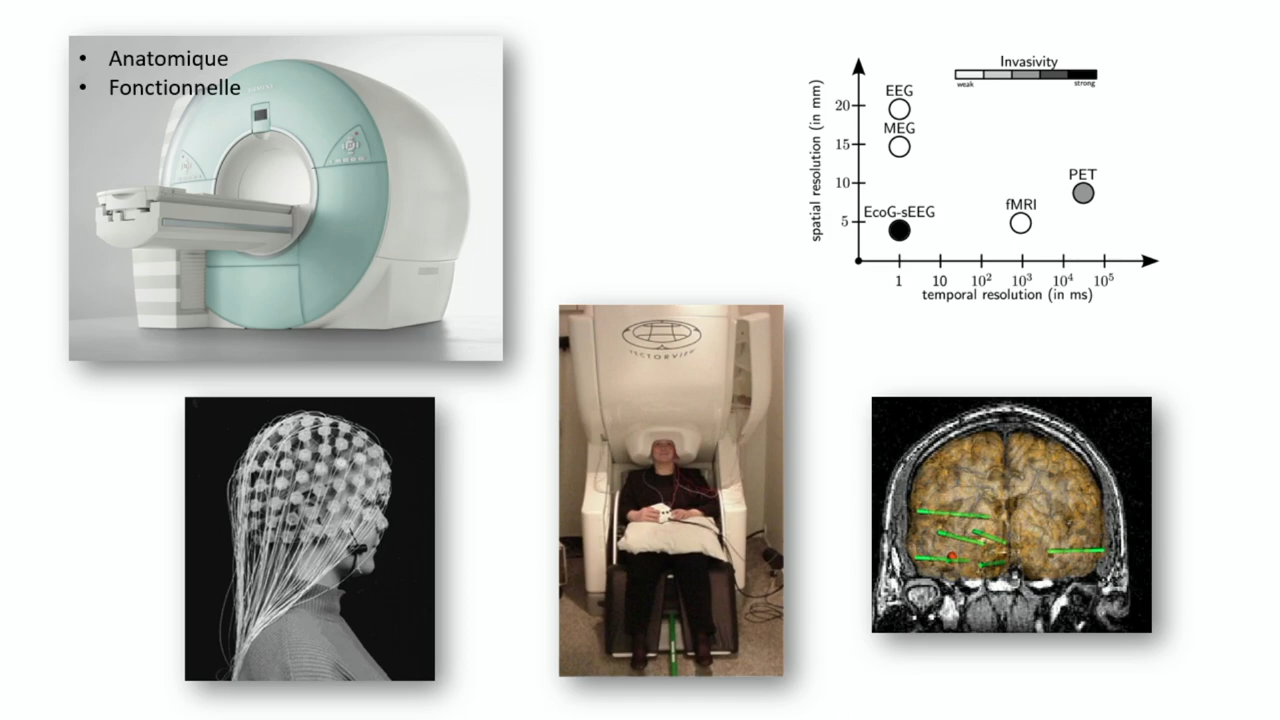 • Anatomique
• Fonctionnelle
Invasivity
weak strong
spatial resolution (in mm)
20
15
10
5
EEG
MEG
PET
fMRI
EcoG-sEEG
1 10 10² 10³ 10⁴ 10⁵
temporal resolution (in ms)
VECTORVIEW